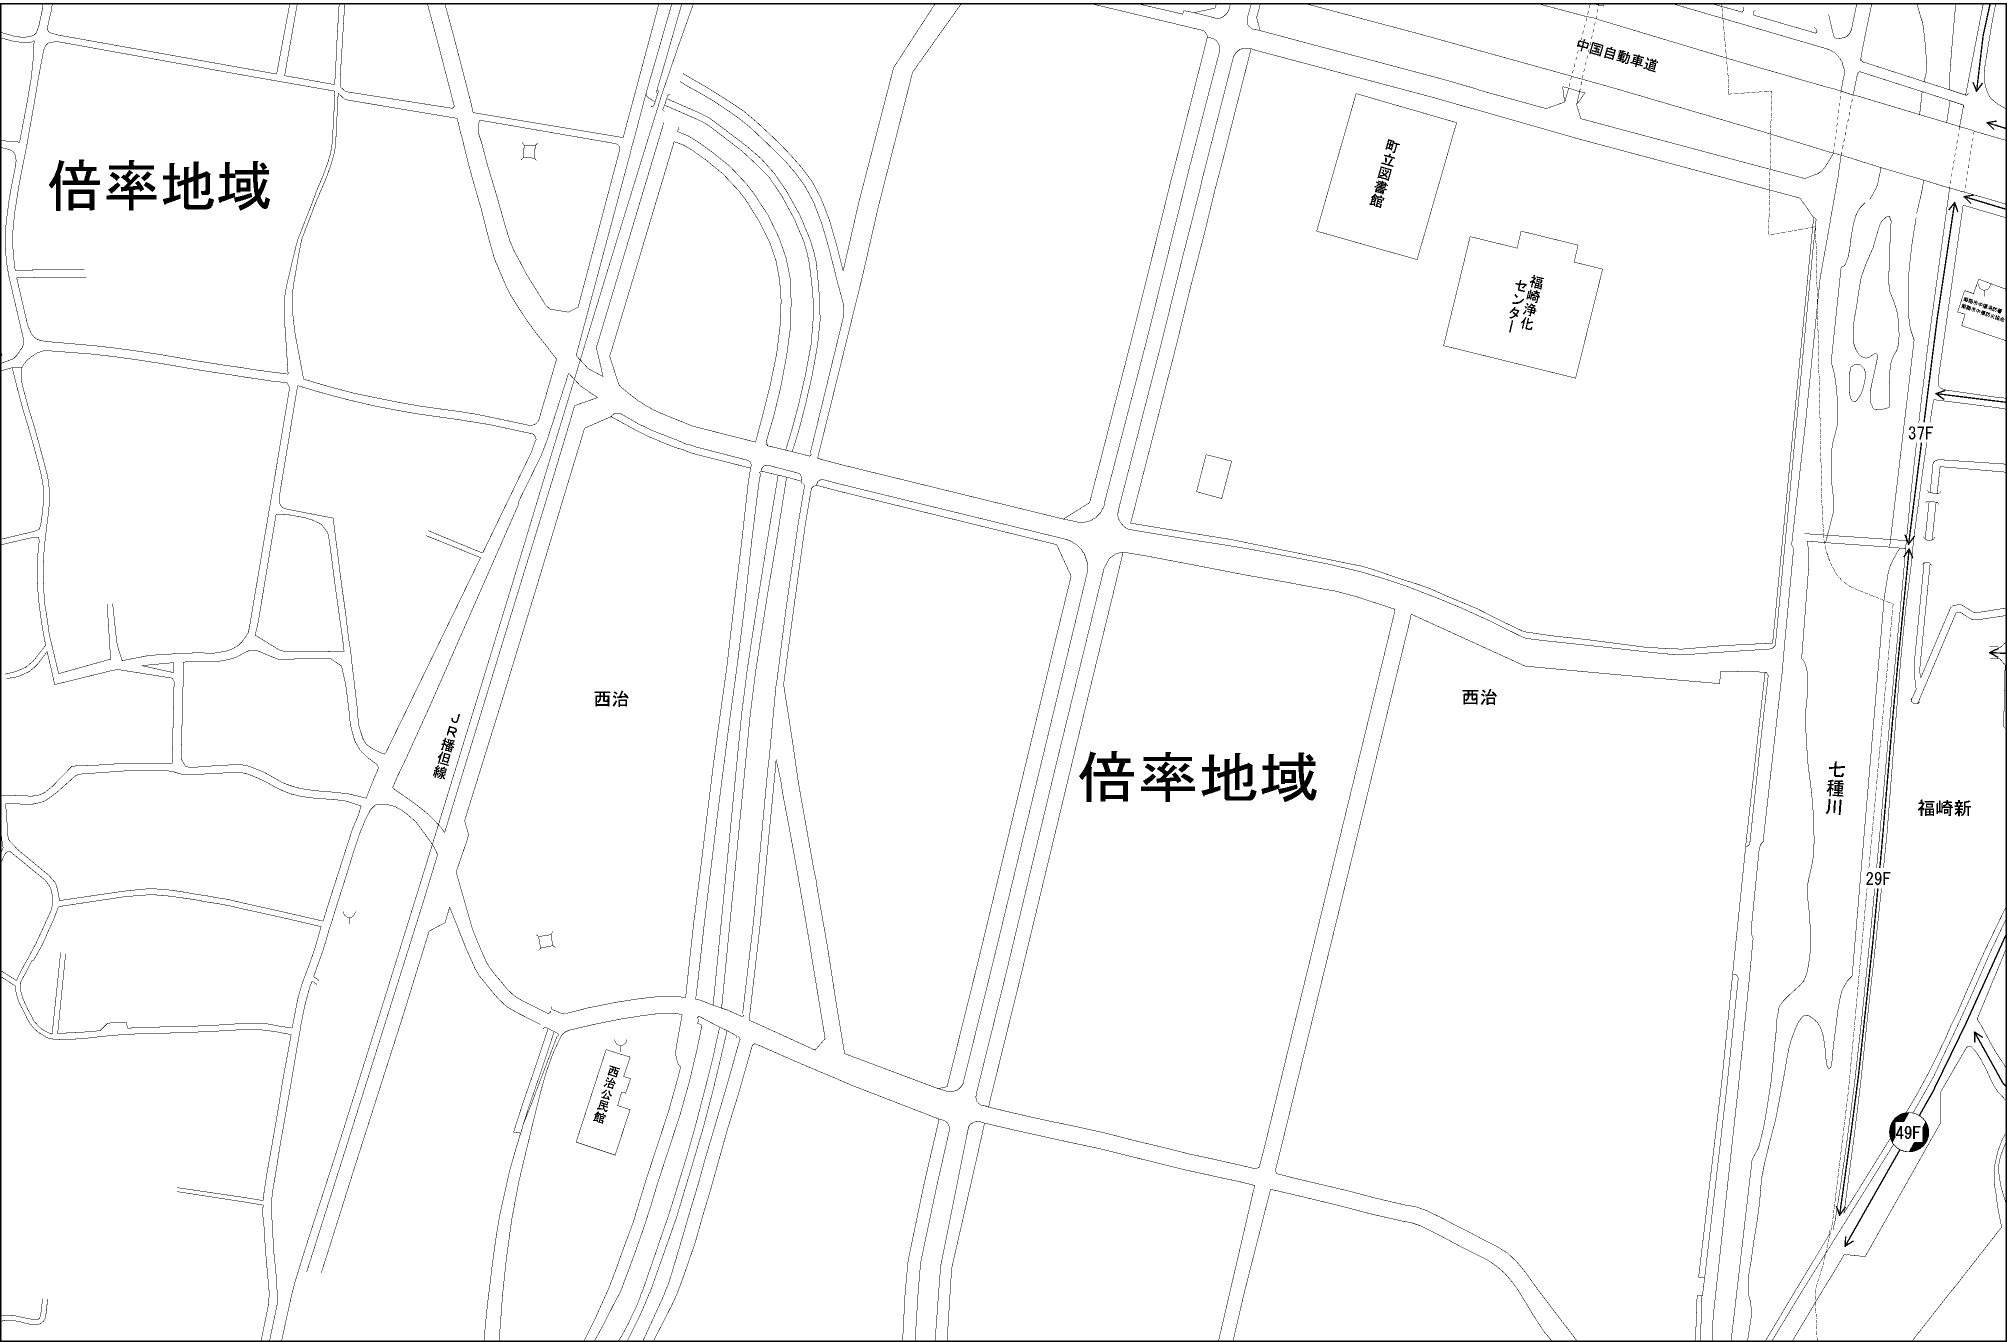 中国自動車道
倍率地域
町立図書館
福崎浄化
センター
37F
西治
西治
JR播但線
倍率地域
七種川
福崎新
29F
西治公民館
49F